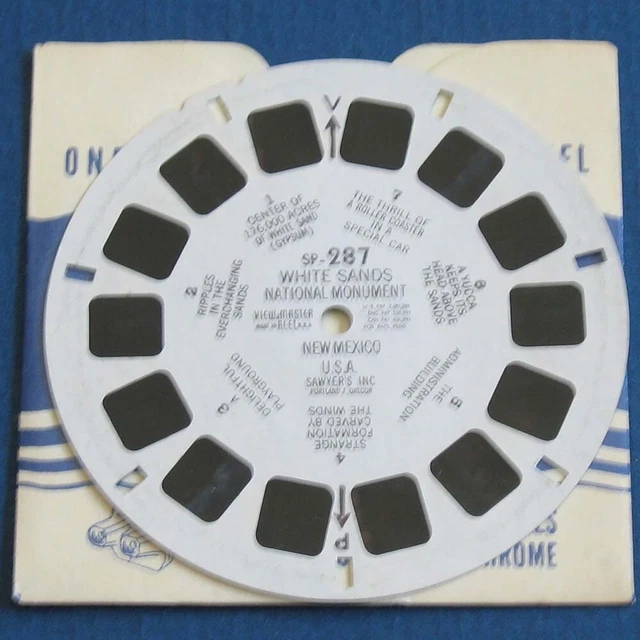 ONE
EL
V
1
CENTER OF
176,000 ACRES
OF WHITE SAND
(GYPSUM)
7
THE THRILL OF
A ROLLER COASTER
IN A
SPECIAL CAR
SP-287
WHITE SANDS
NATIONAL MONUMENT
VIEW-MASTER
REEL
NEW MEXICO
U.S.A.
SAWYER'S INC
PORTLAND, OREGON
2
RIPPLES
IN THE
EVERCHANGING
SANDS
6
A YUCCA
KEEPS ITS
HEAD ABOVE
THE SANDS
3
DELIGHTFUL
PLAYGROUND
5
THE
ADMINISTRATION
BUILDING
4
STRANGE
FORMATION
CARVED BY
THE WINDS
ES
HROME